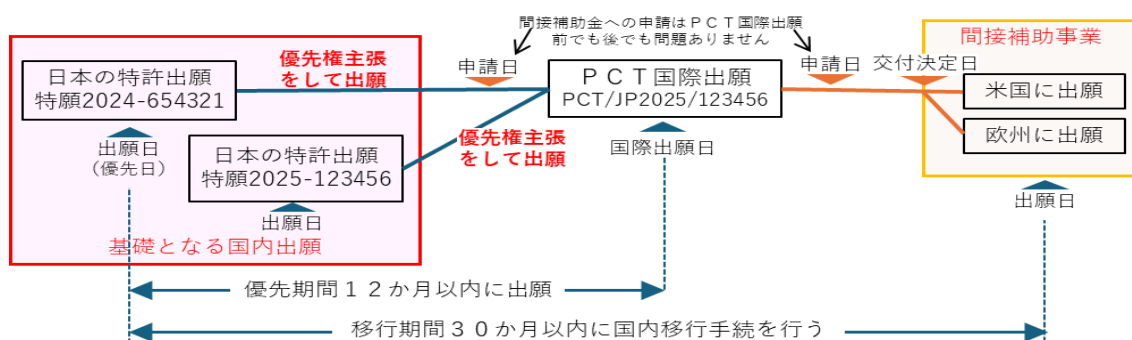 間接補助金への申請はＰＣＴ国際出願
前でも後でも問題ありません
間接補助事業
優先権主張
をして出願
申請日
申請日
交付決定日
日本の特許出願
特願2024-654321
ＰＣＴ国際出願
PCT/JP2025/123456
米国に出願
欧州に出願
優先権主張
をして出願
出願日
(優先日)
日本の特許出願
特願2025-123456
国際出願日
出願日
出願日
基礎となる国内出願
優先期間１２か月以内に出願
移行期間３０か月以内に国内移行手続を行う